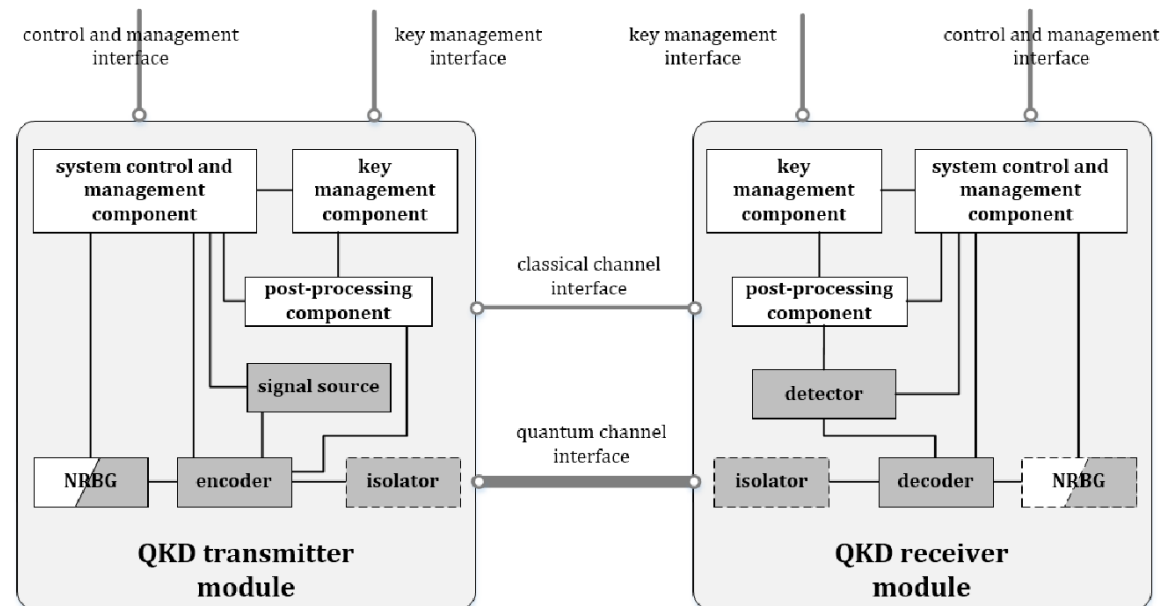 control and management
interface
key management
interface
key management
interface
control and management
interface
system control and
management
component
key
management
component
post-processing
component
signal source
NRBG
encoder
isolator
QKD transmitter
module
classical channel
interface
quantum channel
interface
key
management
component
system control and
management
component
post-processing
component
detector
isolator
decoder
NRBG
QKD receiver
module